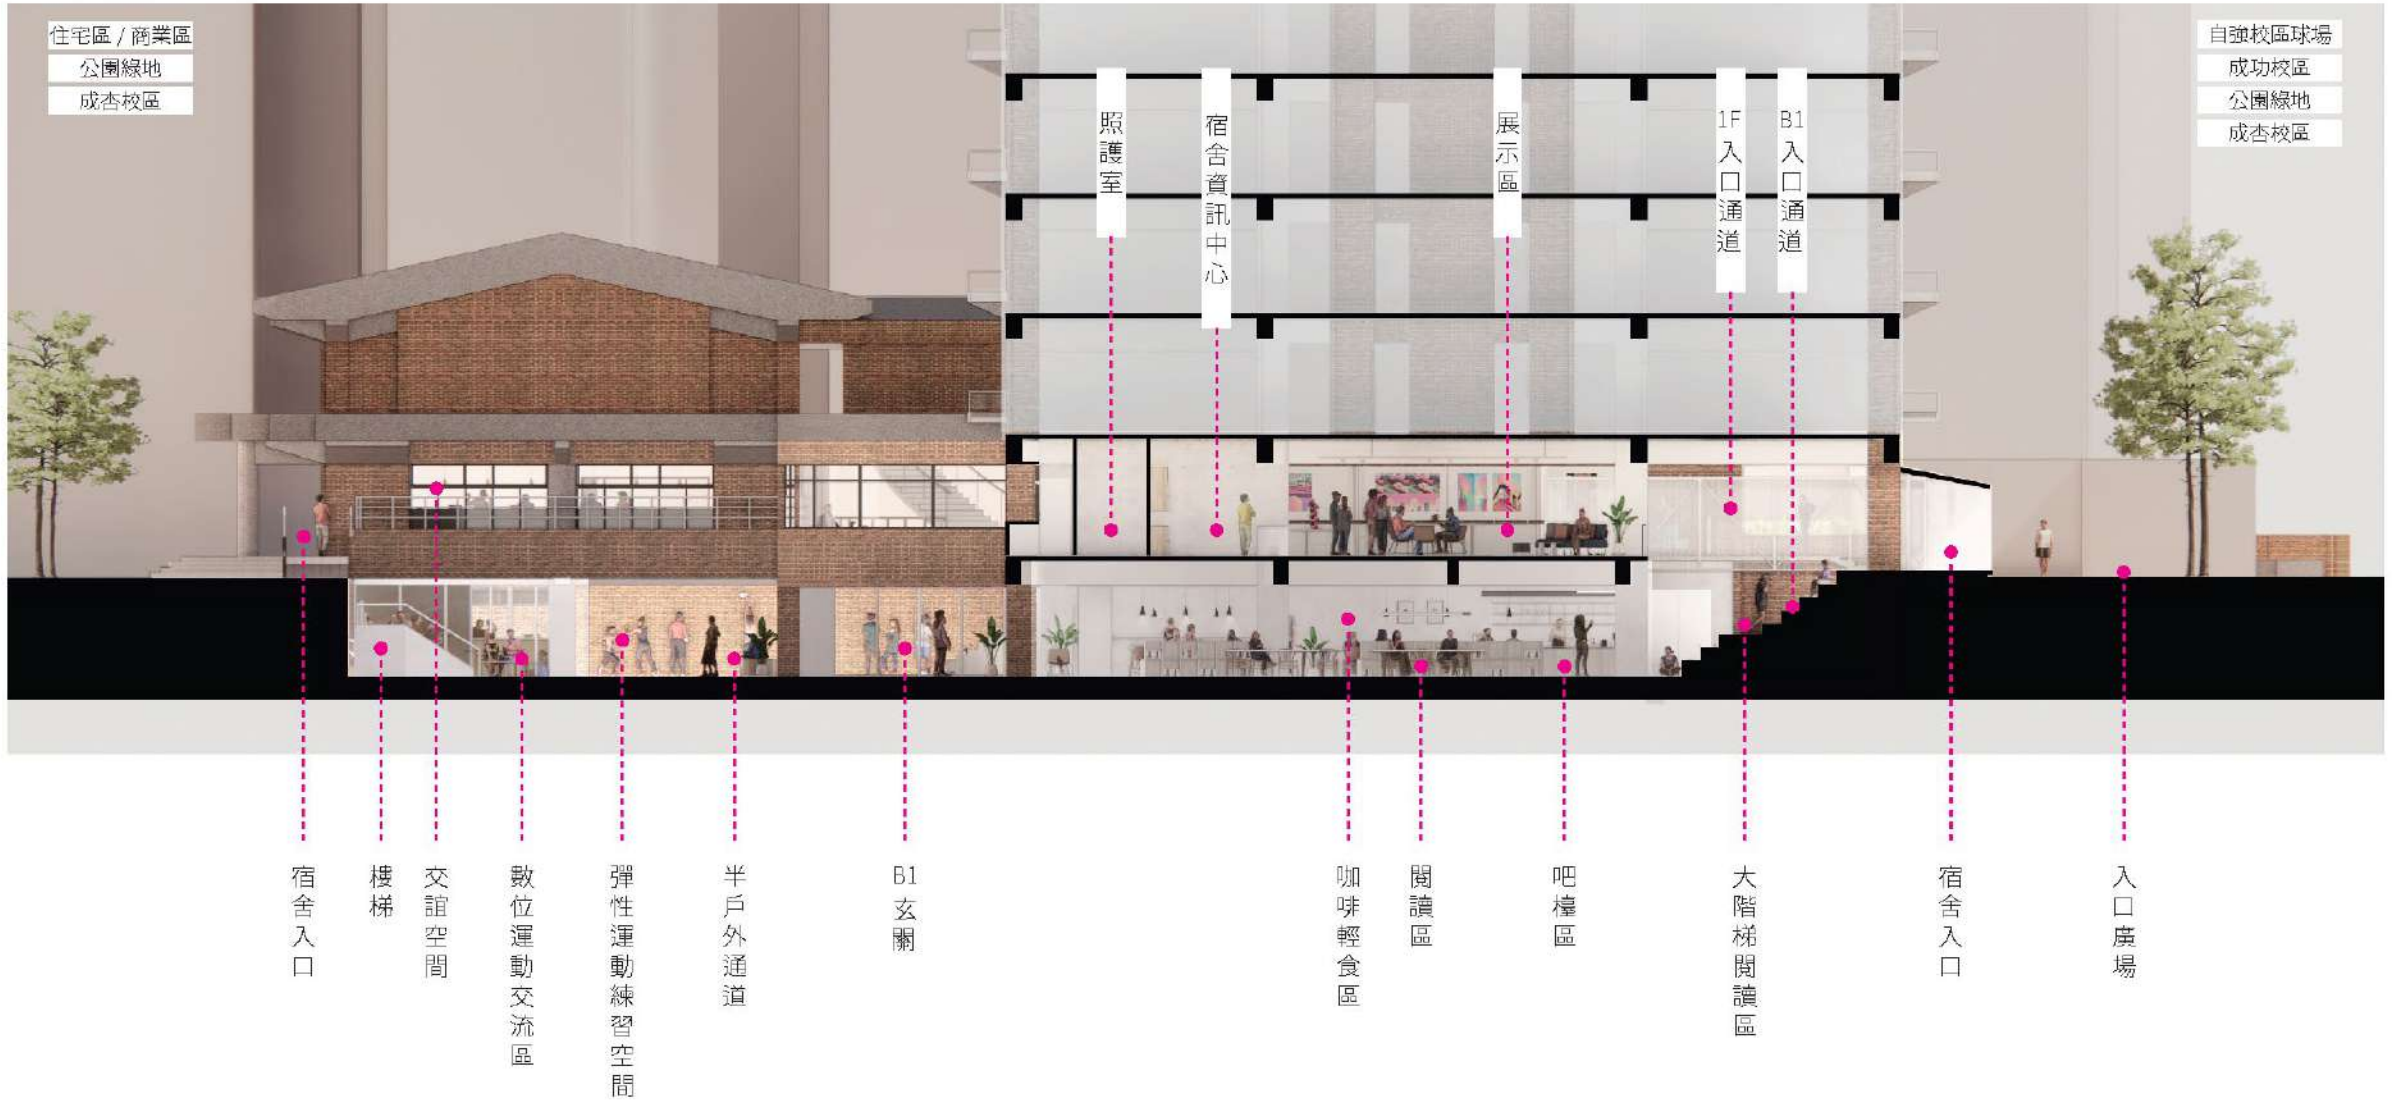 住宅區 / 商業區
公園綠地
成杏校區
自強校區球場
成功校區
公園綠地
成杏校區
照護室
宿舍資訊中心
展示區
1F入口通道
B1入口通道
宿舍入口
樓梯
交誼空間
數位運動交流區
彈性運動練習空間
半戶外通道
B1玄關
咖啡輕食區
閱讀區
吧檯區
大階梯閱讀區
宿舍入口
入口廣場